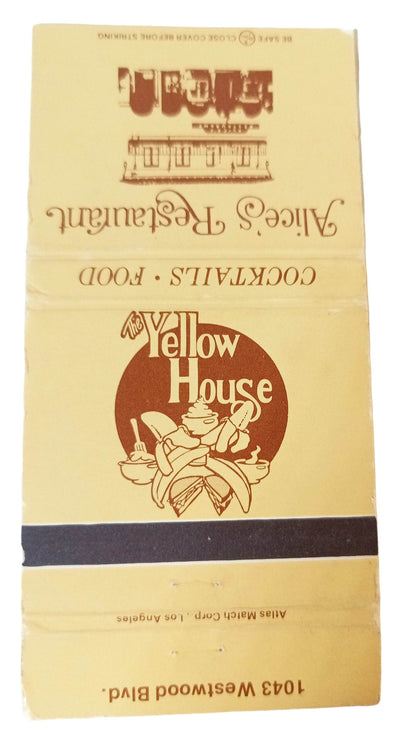 BE SAFE CLOSE COVER BEFORE STRIKING
Alice's Restaurant
COCKTAILS • FOOD
The
Yellow
House
Atlas Match Corp., Los Angeles
1043 Westwood Blvd.